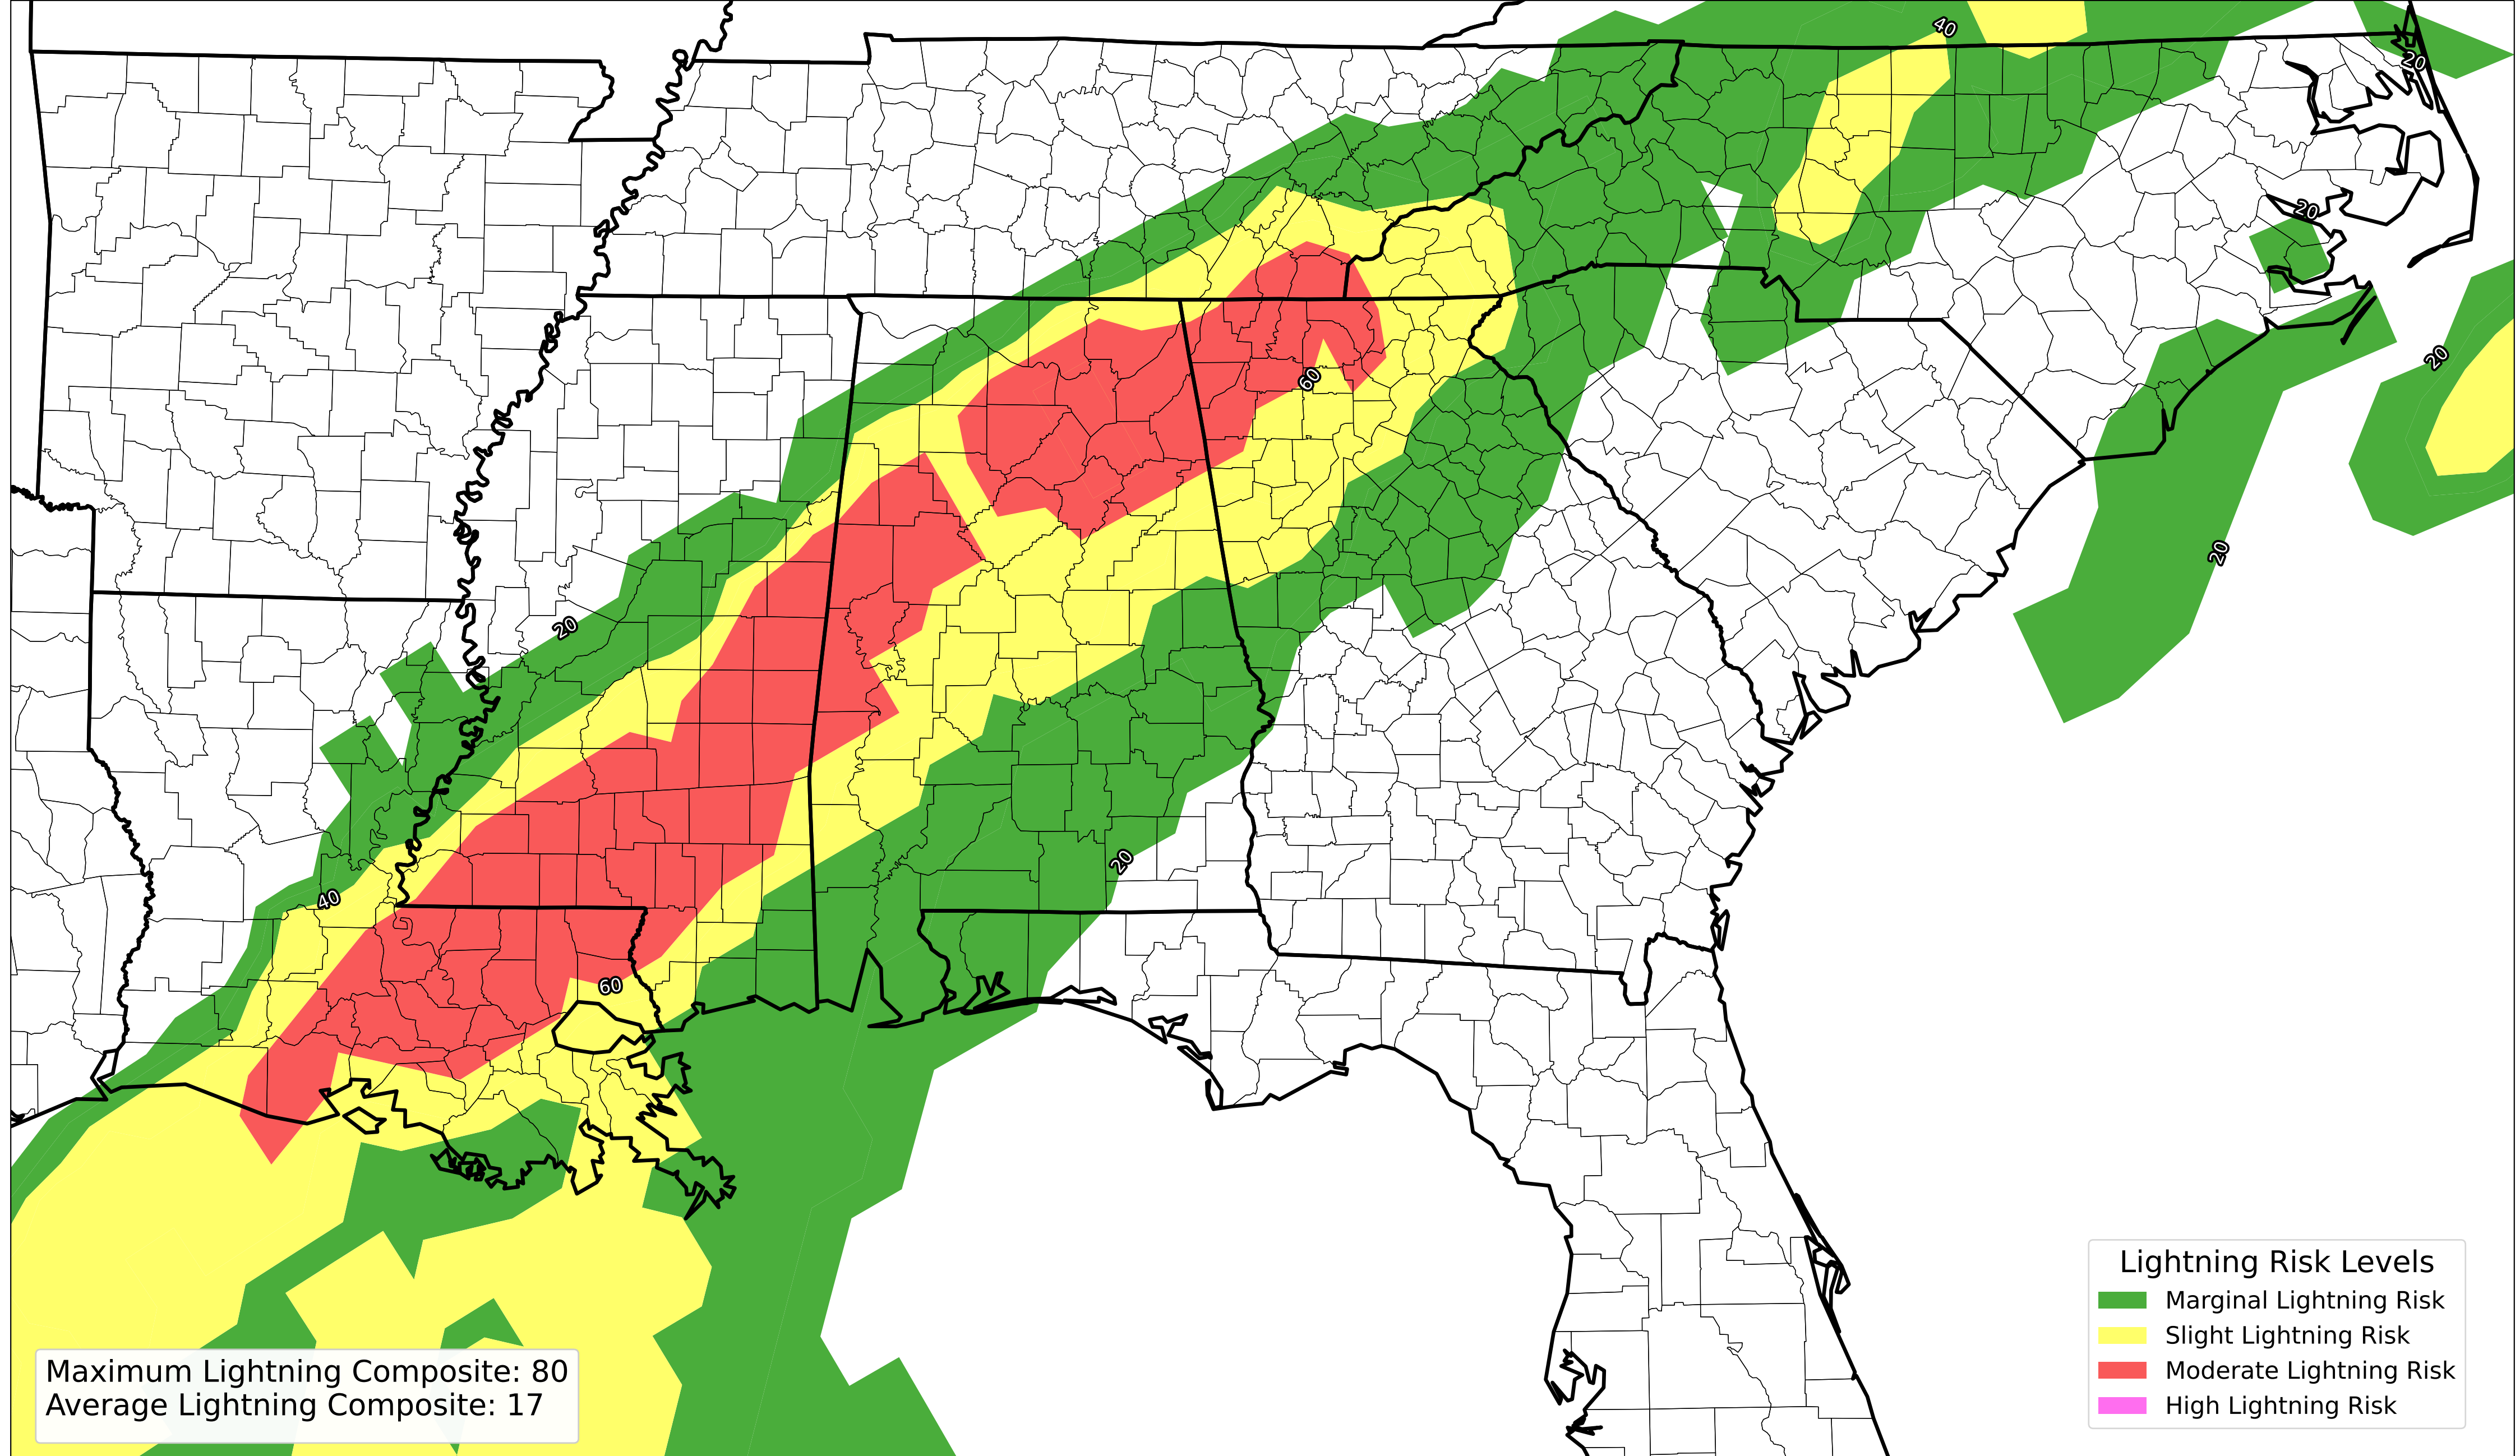 40
20
20
20
60
20
20
20
40
60
Lightning Risk Levels
Marginal Lightning Risk
Slight Lightning Risk
Moderate Lightning Risk
High Lightning Risk
Maximum Lightning Composite: 80
Average Lightning Composite: 17